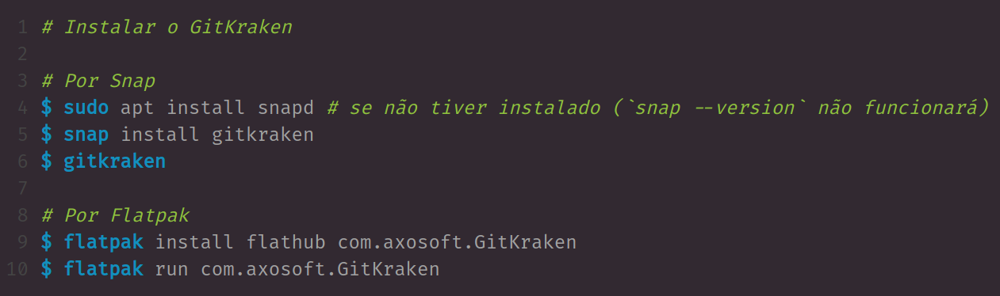 1 # Instalar o GitKraken
2
3 # Por Snap
4 $ sudo apt install snapd # se não tiver instalado (`snap --version` não funcionará)
5 $ snap install gitkraken
6 $ gitkraken
7
8 # Por Flatpak
9 $ flatpak install flathub com.axosoft.GitKraken
10 $ flatpak run com.axosoft.GitKraken